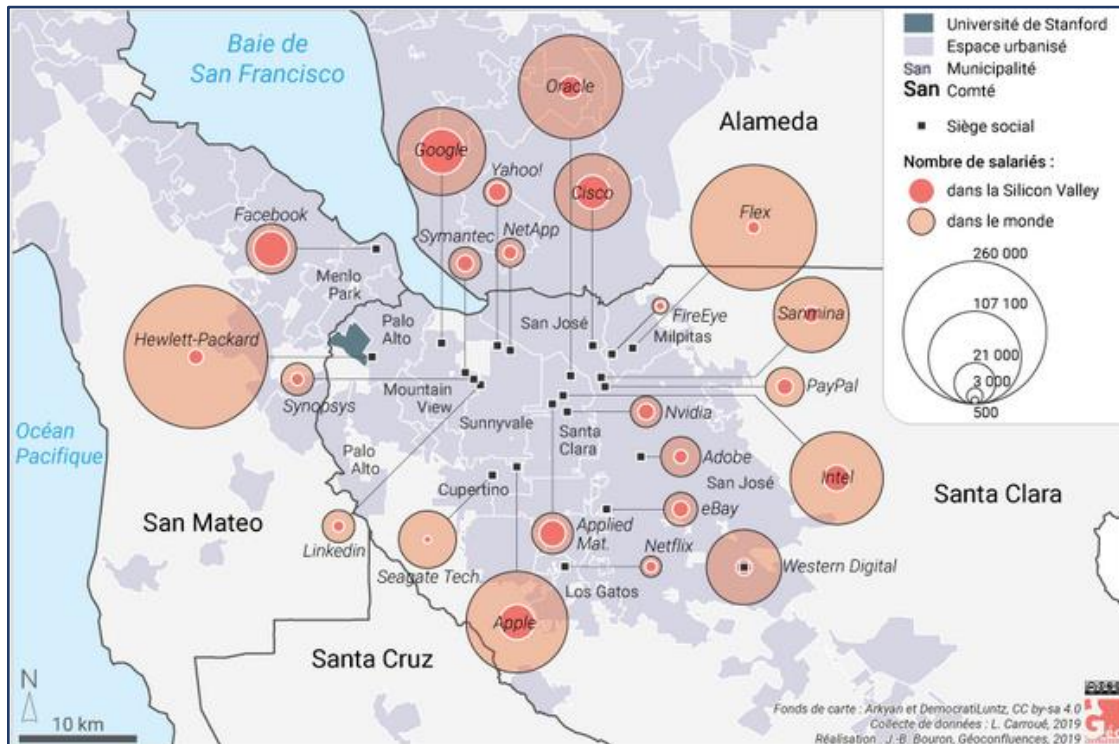 Baie de
San Francisco
Océan
Pacifique
Alameda
San Mateo
Santa Cruz
Santa Clara
Oracle
Google
Yahoo!
Cisco
Flex
Facebook
Symantec
NetApp
Menlo
Park
FireEye
Sanmina
San José
Milpitas
Palo
Alto
Hewlett-Packard
Synopsys
Mountain
View
Sunnyvale
PayPal
Nvidia
Santa
Clara
Palo
Alto
Adobe
San José
Intel
Cupertino
eBay
Linkedin
Seagate Tech.
Applied
Mat.
Netflix
Los Gatos
Western Digital
Apple
Université de Stanford
Espace urbanisé
San Municipalité
San Comté
Siège social
Nombre de salariés :
dans la Silicon Valley
dans le monde
260 000
107 100
21 000
3 000
500
N
10 km
Fonds de carte : Arkyan et DemocratiLuntz, CC by-sa 4.0
Collecte de données : L. Carroué, 2019
Réalisation : J.-B. Bouron, Géoconfluences, 2019